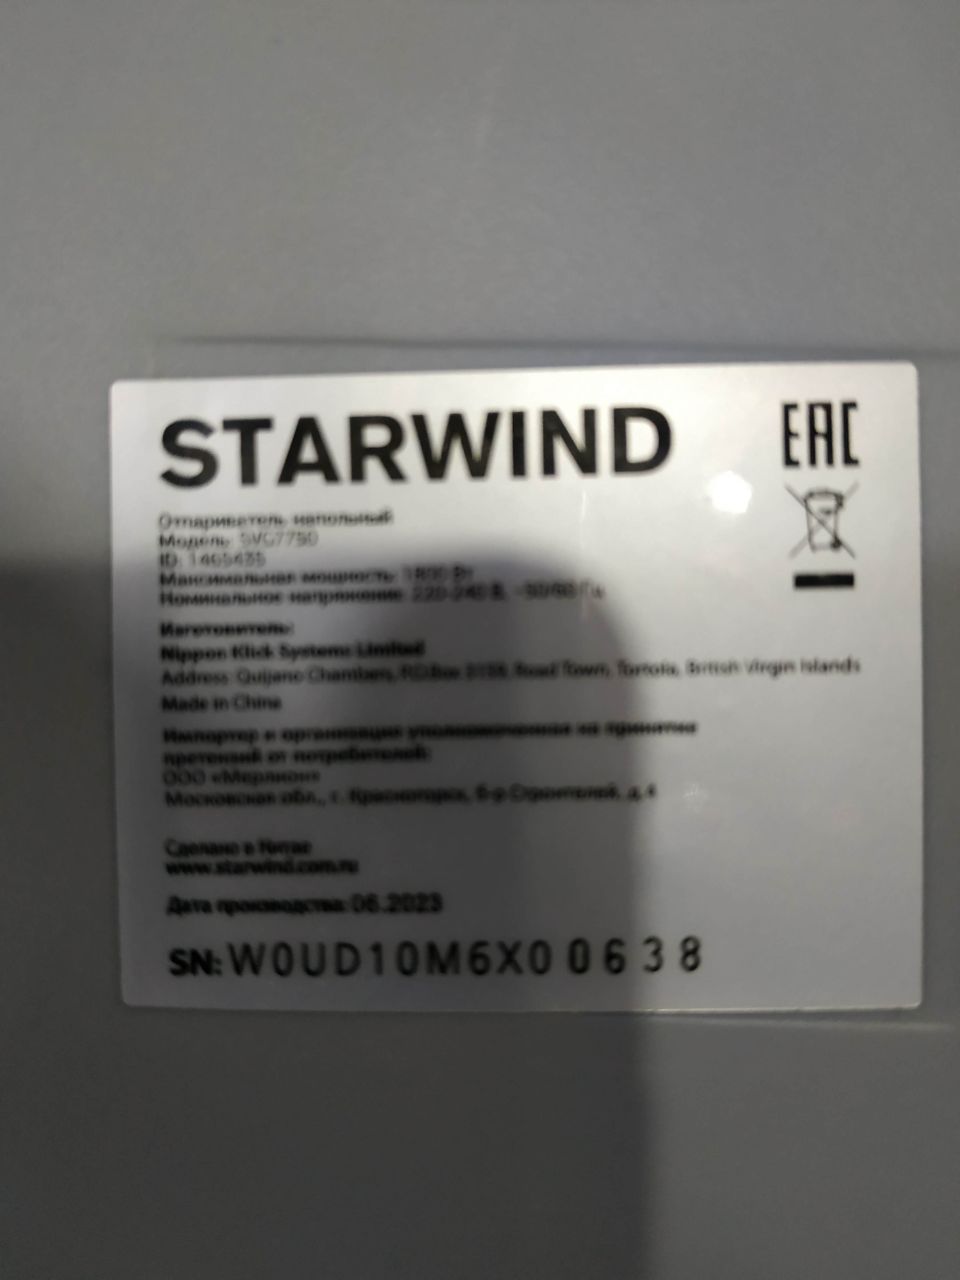 STARWIND
EAC
Отпариватель напольный
Модель: SVG7750
ID: 1465435
Максимальная мощность: 1800 Вт
Номинальное напряжение: 220-240 В, ~50/60 Гц
Изготовитель:
Nippon Klick Systems Limited
Address: Quijano Chambers, P.O.Box 3159, Road Town, Tortola, British Virgin Islands
Made in China
Импортер и организация уполномоченная на принятие
претензий от потребителей:
ООО «Мерлион»
Московская обл., г. Красногорск, б-р Строителей, д.4
Сделано в Китае
www.starwind.com.ru
Дата производства: 06.2023
SN: W0UD10M6X00638